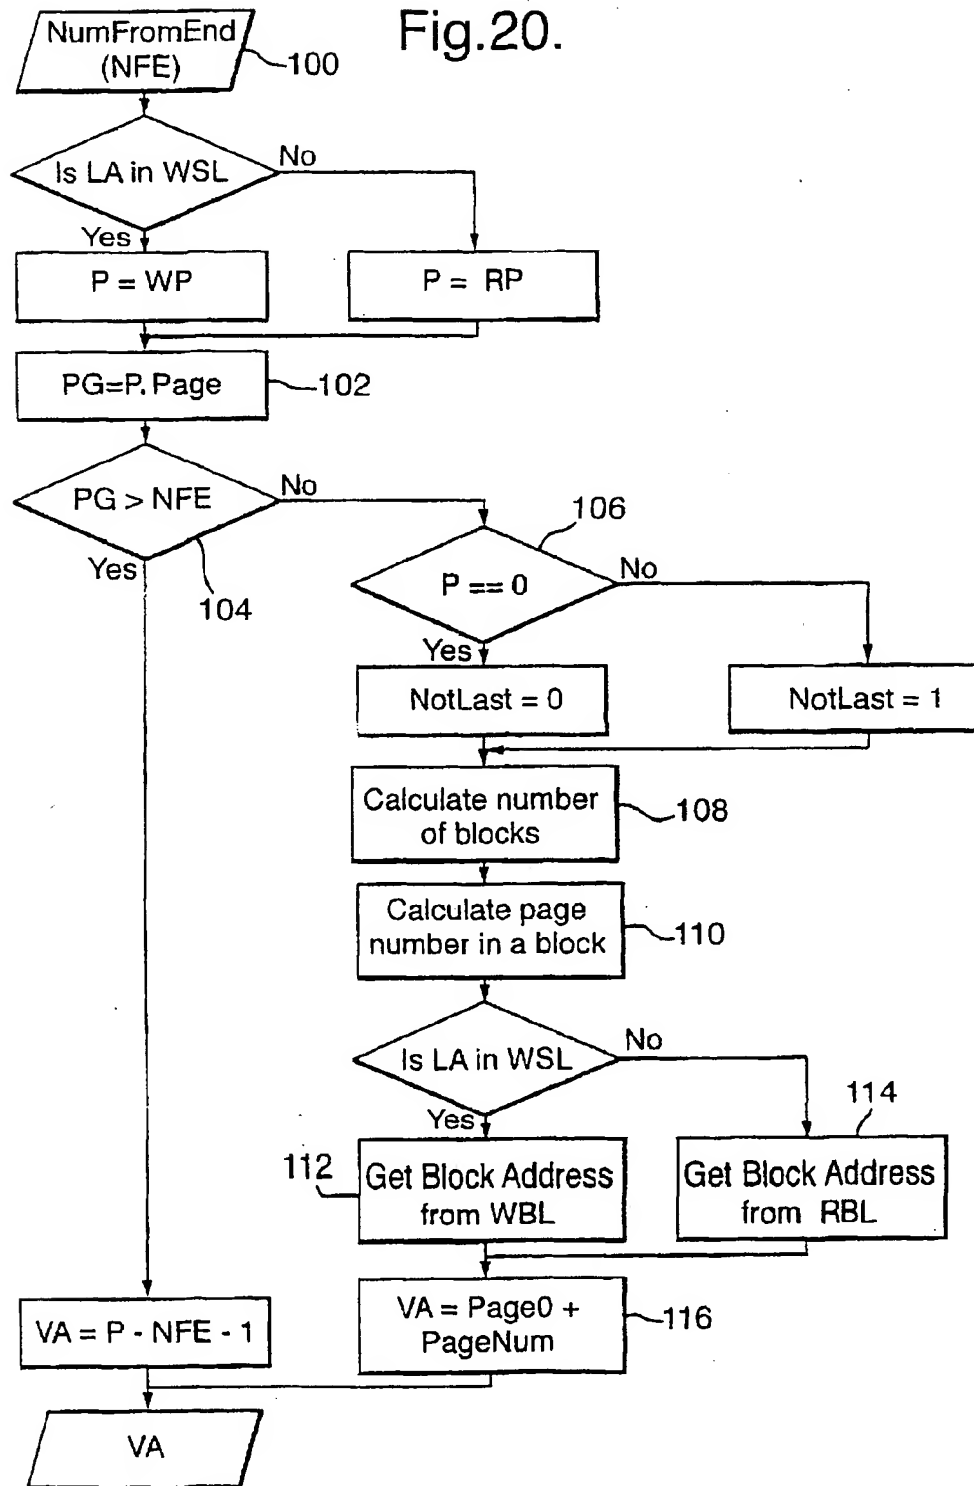 Fig.20.
NumFromEnd
(NFE)
100
Is LA in WSL
No
Yes
P = WP
P = RP
PG=P.Page
102
PG > NFE
No
Yes
104
106
P == 0
No
Yes
NotLast = 0
NotLast = 1
Calculate number
of blocks
108
Calculate page
number in a block
110
Is LA in WSL
No
Yes
114
112
Get Block Address
from WBL
Get Block Address
from RBL
VA = P - NFE - 1
VA = Page0 +
PageNum
116
VA